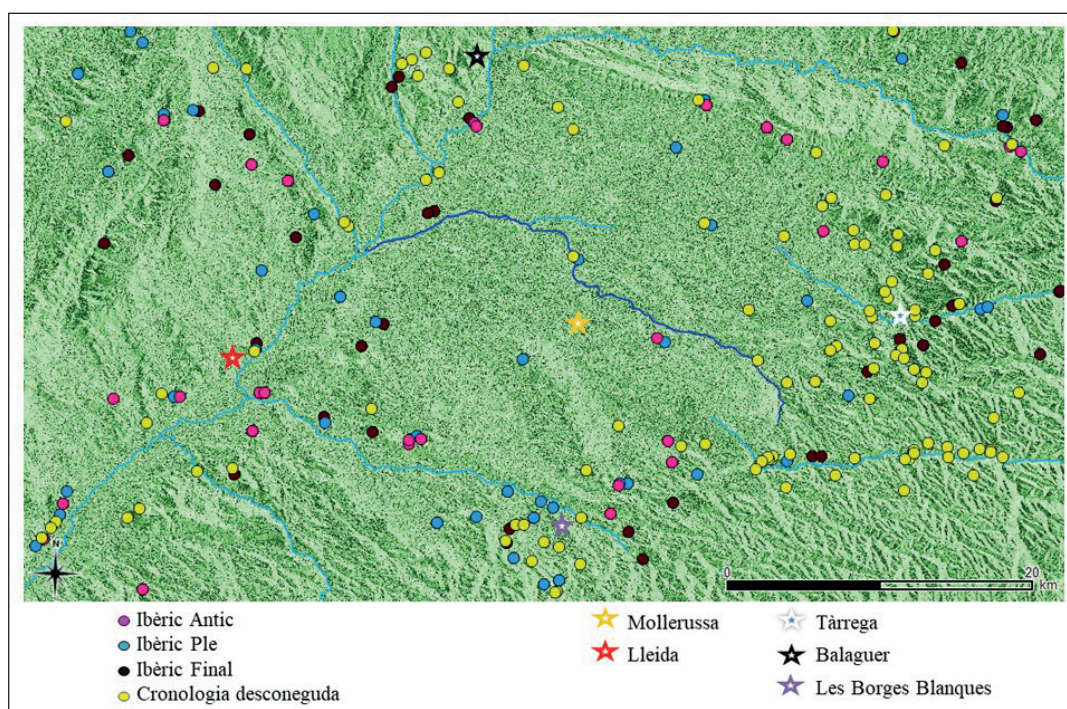 N
0
20
km
Ibèric Antic
Ibèric Ple
Ibèric Final
Cronologia desconeguda
Mollerussa
Lleida
Tàrrega
Balaguer
Les Borges Blanques